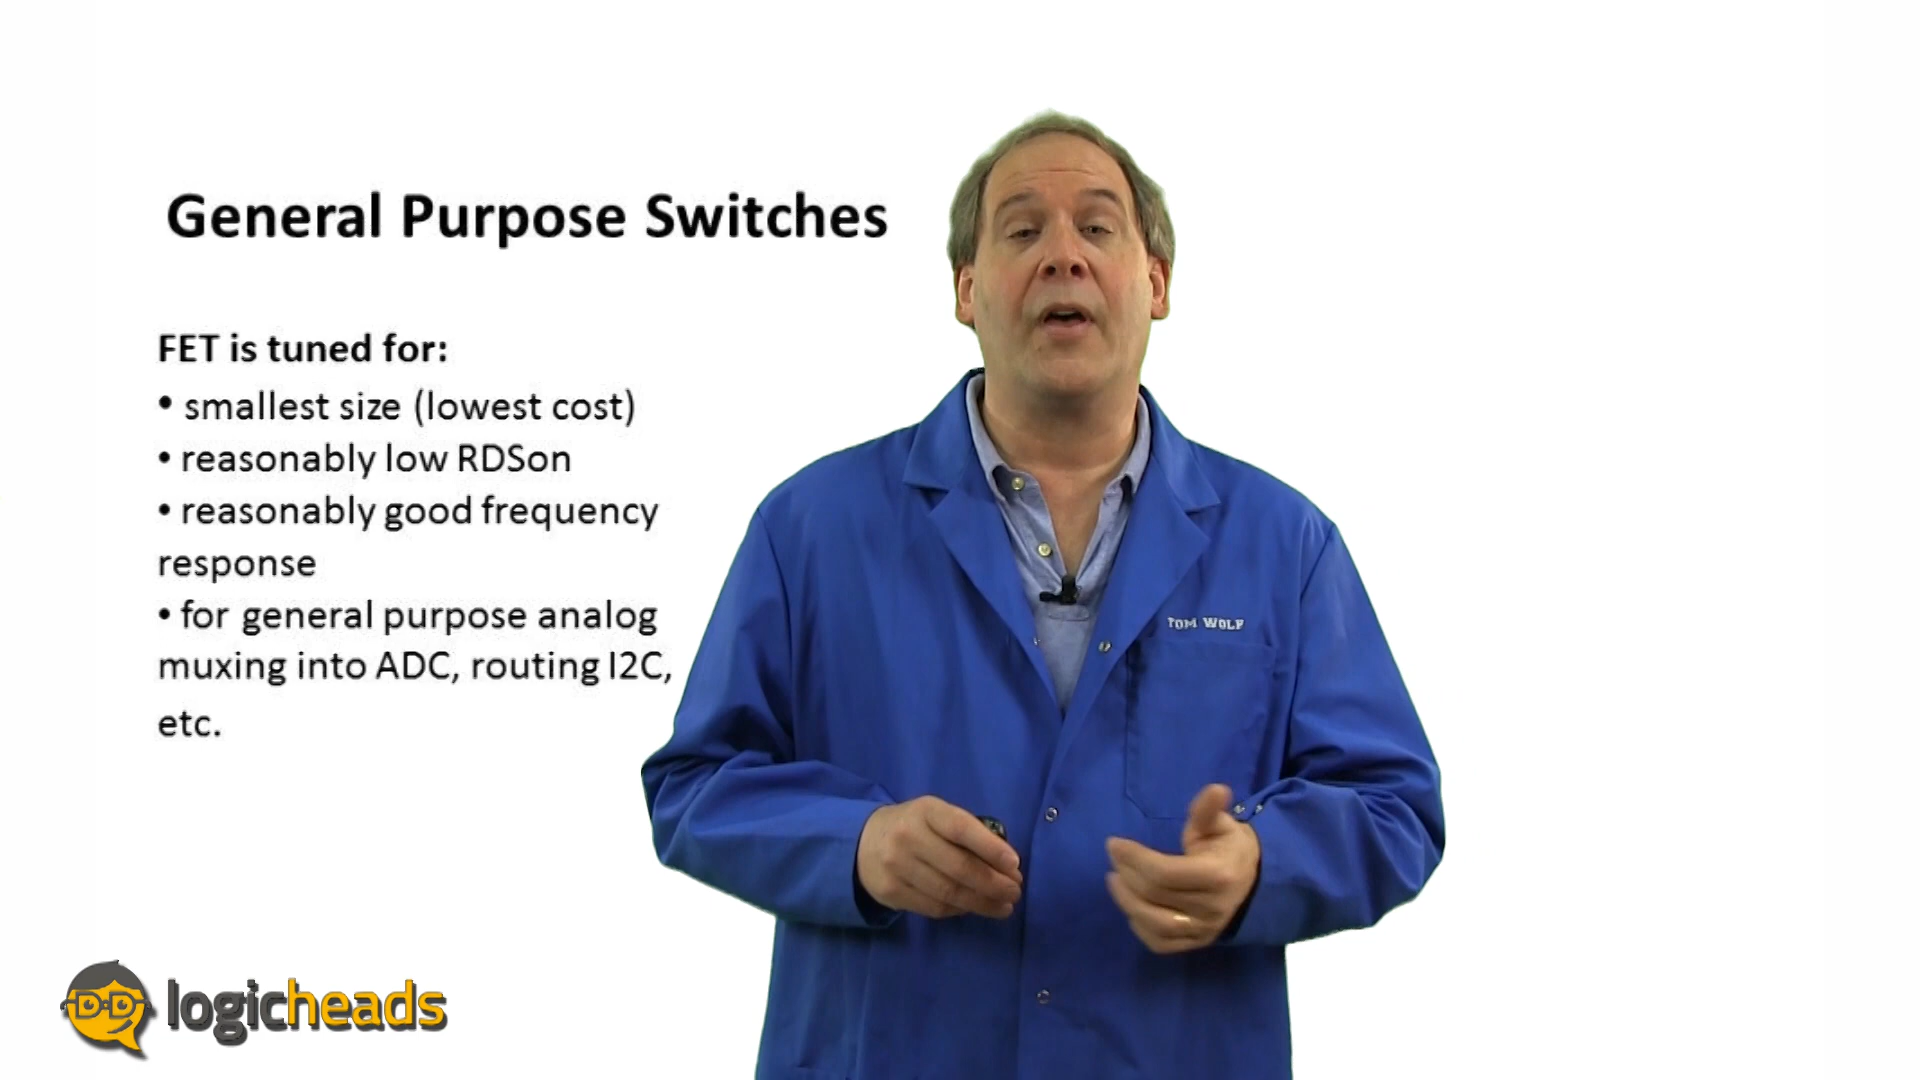 General Purpose Switches
FET is tuned for:
• smallest size (lowest cost)
• reasonably low RDSon
• reasonably good frequency
response
• for general purpose analog
muxing into ADC, routing I2C,
etc.
TOM WOLF
logicheads